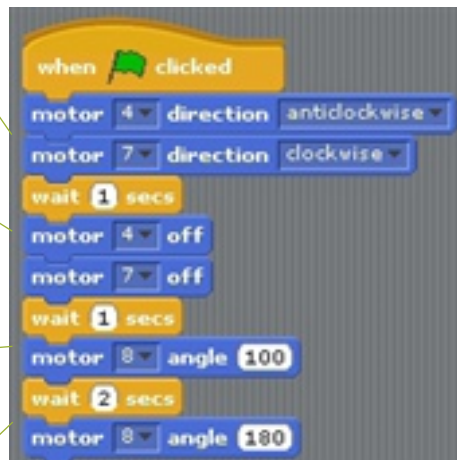 when clicked
motor 4 direction anticlockwise
motor 7 direction clockwise
wait 1 secs
motor 4 off
motor 7 off
wait 1 secs
motor 8 angle 100
wait 2 secs
motor 8 angle 180